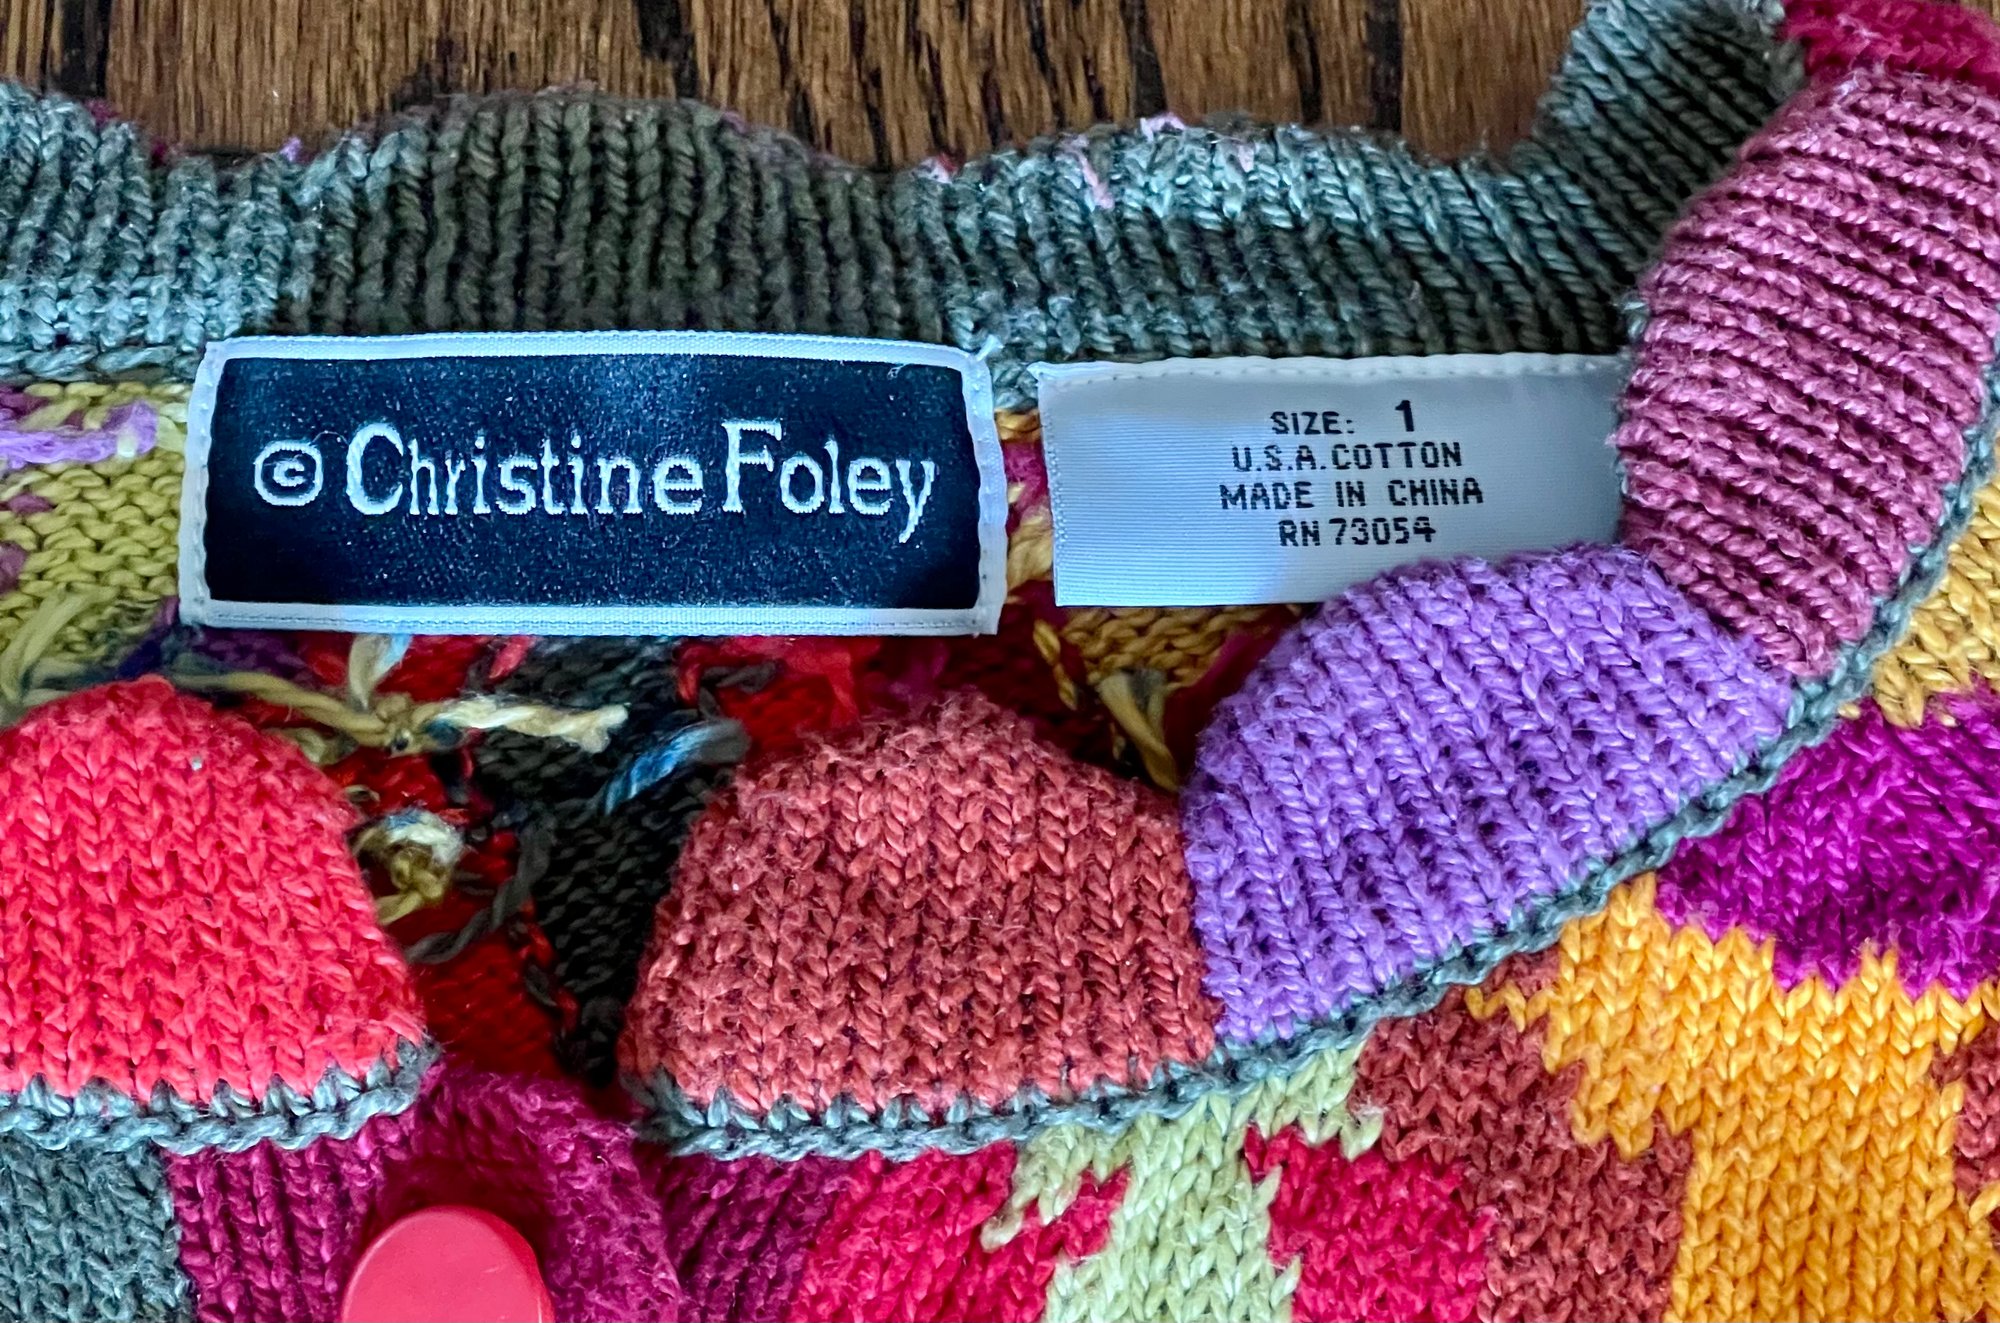 © Christine Foley
SIZE: 1
U.S.A. COTTON
MADE IN CHINA
RN 73054